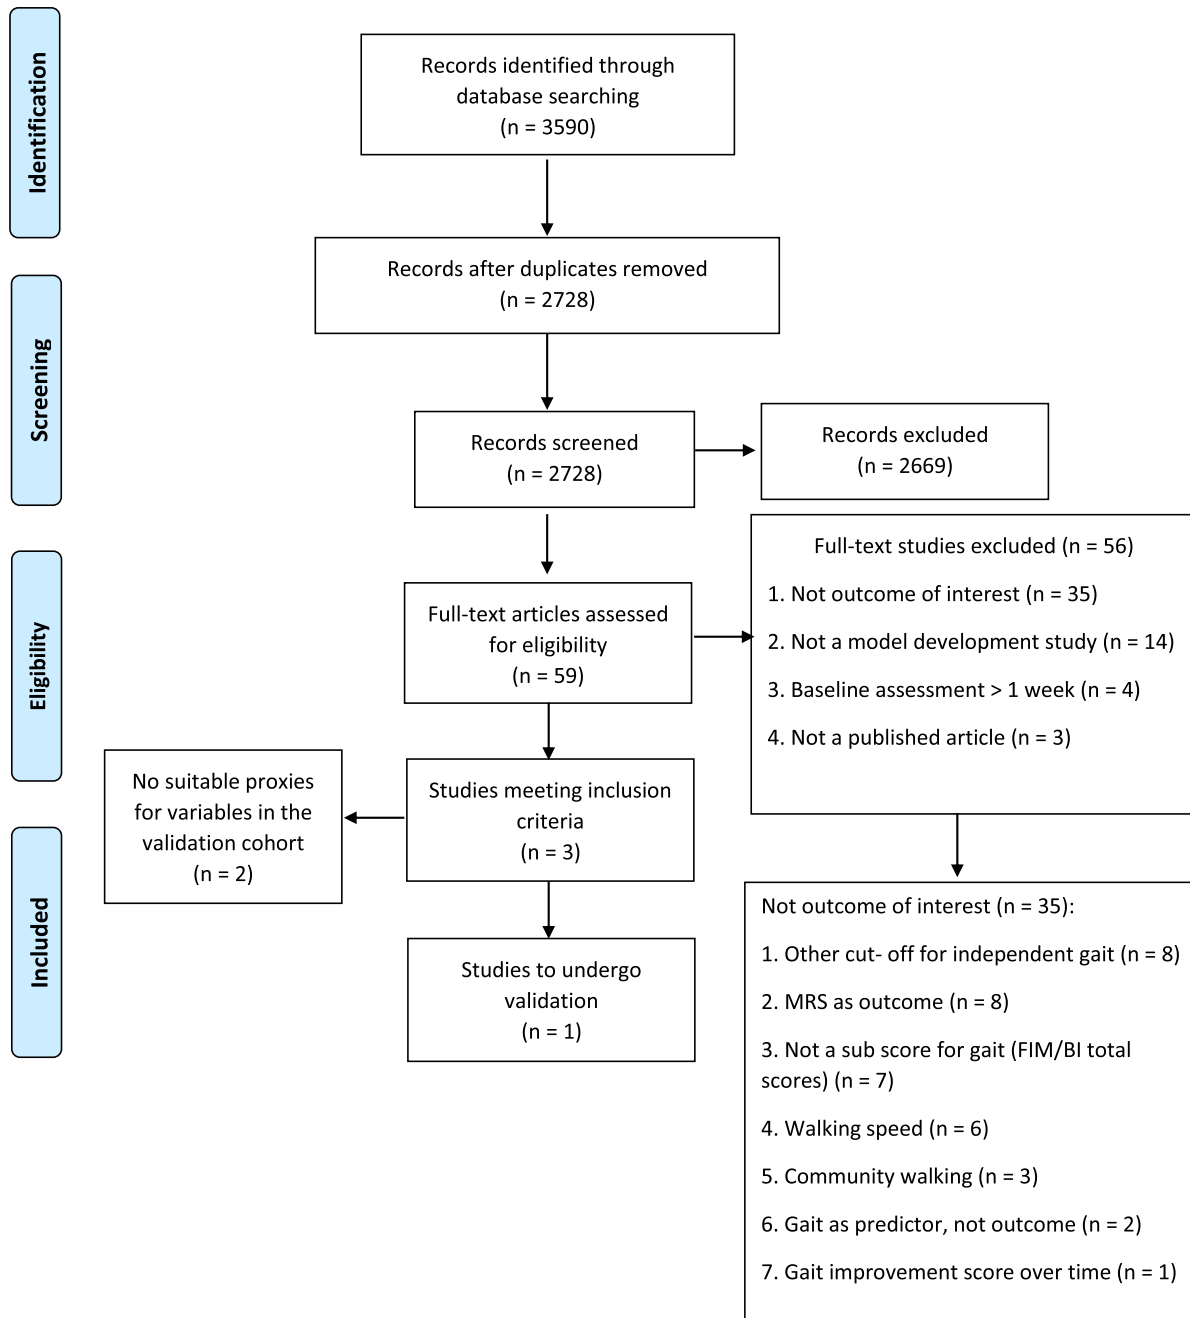 Identification
Records identified through
database searching
(n = 3590)
Records after duplicates removed
(n = 2728)
Screening
Records screened
(n = 2728)
Records excluded
(n = 2669)
Eligibility
Full-text articles assessed
for eligibility
(n = 59)
Full-text studies excluded (n = 56)
1. Not outcome of interest (n = 35)
2. Not a model development study (n = 14)
3. Baseline assessment > 1 week (n = 4)
4. Not a published article (n = 3)
Studies meeting inclusion
criteria
(n = 3)
No suitable proxies
for variables in the
validation cohort
(n = 2)
Included
Studies to undergo
validation
(n = 1)
Not outcome of interest (n = 35):
1. Other cut- off for independent gait (n = 8)
2. MRS as outcome (n = 8)
3. Not a sub score for gait (FIM/BI total
scores) (n = 7)
4. Walking speed (n = 6)
5. Community walking (n = 3)
6. Gait as predictor, not outcome (n = 2)
7. Gait improvement score over time (n = 1)